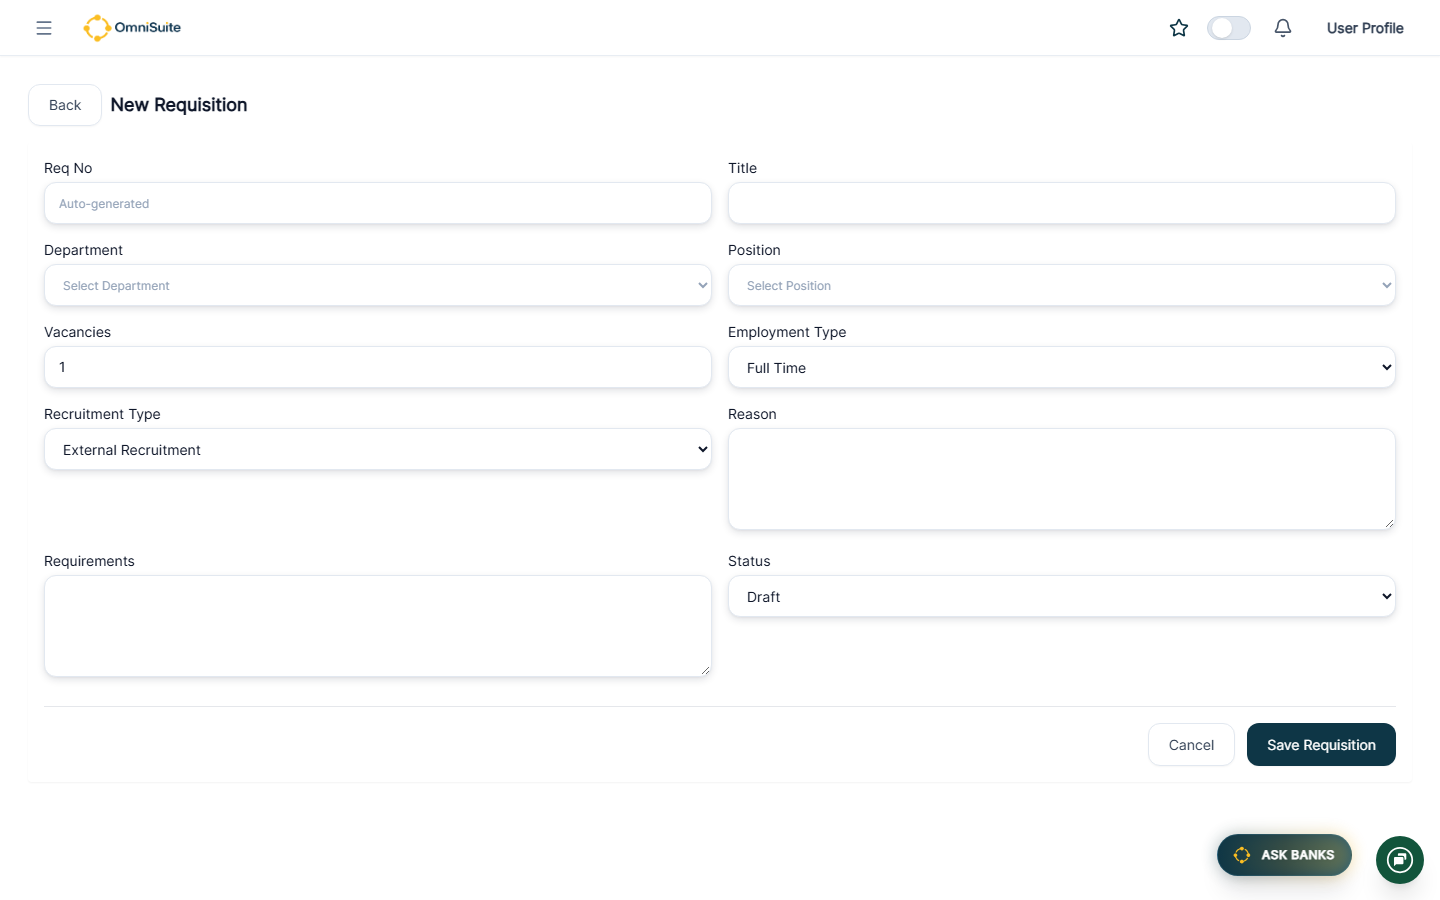 OmniSuite
User Profile
Back
New Requisition
Req No
Title
Auto-generated
Department
Position
Select Department
Select Position
Vacancies
Employment Type
1
Full Time
Recruitment Type
Reason
External Recruitment
Requirements
Status
Draft
Cancel
Save Requisition
ASK BANKS